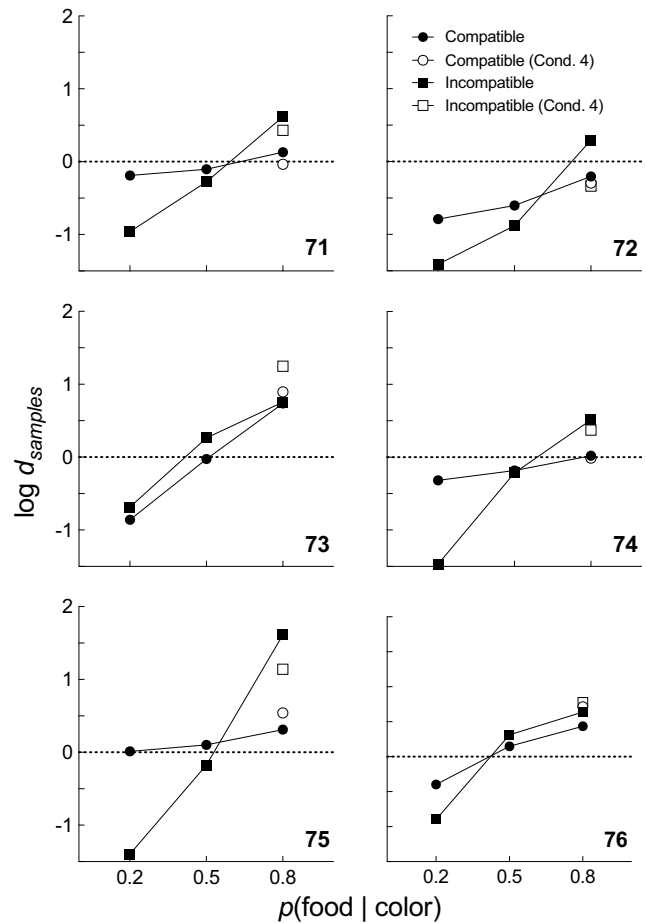 2
1
0
-1
71
Compatible
Compatible (Cond. 4)
Incompatible
Incompatible (Cond. 4)
72
2
1
0
-1
73
74
log d samples
2
1
0
-1
75
76
0.2 0.5 0.8
0.2 0.5 0.8
p(food | color)